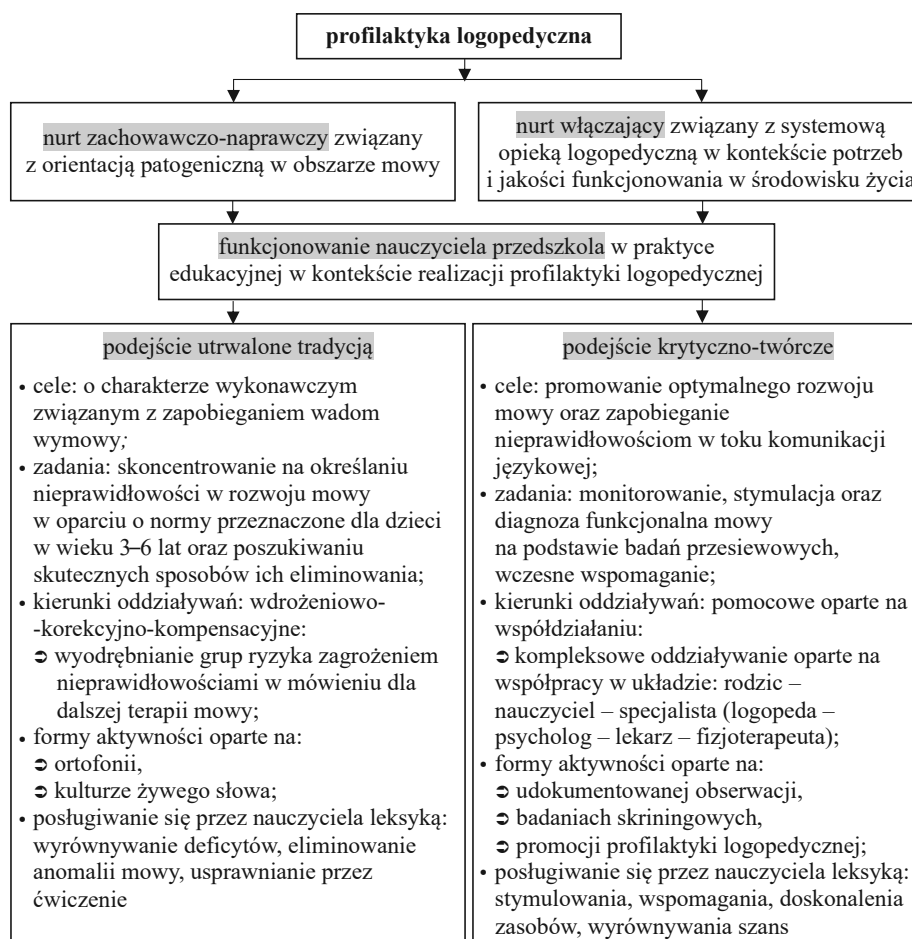 profilaktyka logopedyczna
nurt zachowawczo-naprawczy związany
z orientacją patogeniczną w obszarze mowy
nurt włączający związany z systemową
opieką logopedyczną w kontekście potrzeb
i jakości funkcjonowania w środowisku życia
funkcjonowanie nauczyciela przedszkola w praktyce
edukacyjnej w kontekście realizacji profilaktyki logopedycznej
podejście utrwalone tradycją
• cele: o charakterze wykonawczym
związanym z zapobieganiem wadom
wymowy;
• zadania: skoncentrowanie na określaniu
nieprawidłowości w rozwoju mowy
w oparciu o normy przeznaczone dla dzieci
w wieku 3–6 lat oraz poszukiwaniu
skutecznych sposobów ich eliminowania;
• kierunki oddziaływań: wdrożeniowo-
-korekcyjno-kompensacyjne:
➲ wyodrębnianie grup ryzyka zagrożeniem
nieprawidłowościami w mówieniu dla
dalszej terapii mowy;
• formy aktywności oparte na:
➲ ortofonii,
➲ kulturze żywego słowa;
• posługiwanie się przez nauczyciela leksyką:
wyrównywanie deficytów, eliminowanie
anomalii mowy, usprawnianie przez
ćwiczenie
podejście krytyczno-twórcze
• cele: promowanie optymalnego rozwoju
mowy oraz zapobieganie
nieprawidłowościom w toku komunikacji
językowej;
• zadania: monitorowanie, stymulacja oraz
diagnoza funkcjonalna mowy
na podstawie badań przesiewowych,
wczesne wspomaganie;
• kierunki oddziaływań: pomocowe oparte na
współdziałaniu:
➲ kompleksowe oddziaływanie oparte na
współpracy w układzie: rodzic –
nauczyciel – specjalista (logopeda –
psycholog – lekarz – fizjoterapeuta);
• formy aktywności oparte na:
➲ udokumentowanej obserwacji,
➲ badaniach skriningowych,
➲ promocji profilaktyki logopedycznej;
• posługiwanie się przez nauczyciela leksyką:
stymulowania, wspomagania, doskonalenia
zasobów, wyrównywania szans